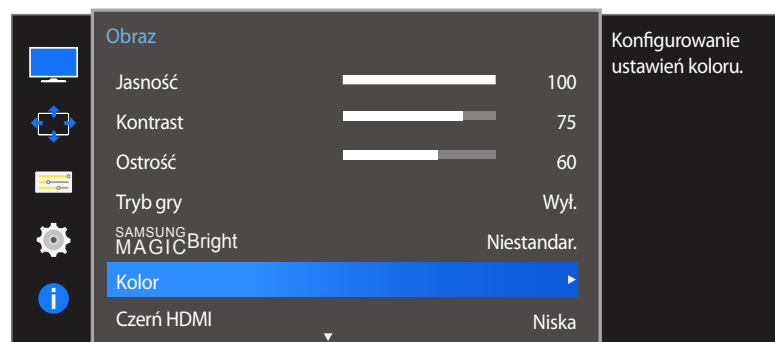 Obraz
Jasność 100
Kontrast 75
Ostrość 60
Tryb gry Wył.
SAMSUNG
MAGICBright Niestandar.
Kolor
Czerń HDMI Niska
Konfigurowanie
ustawień koloru.
i